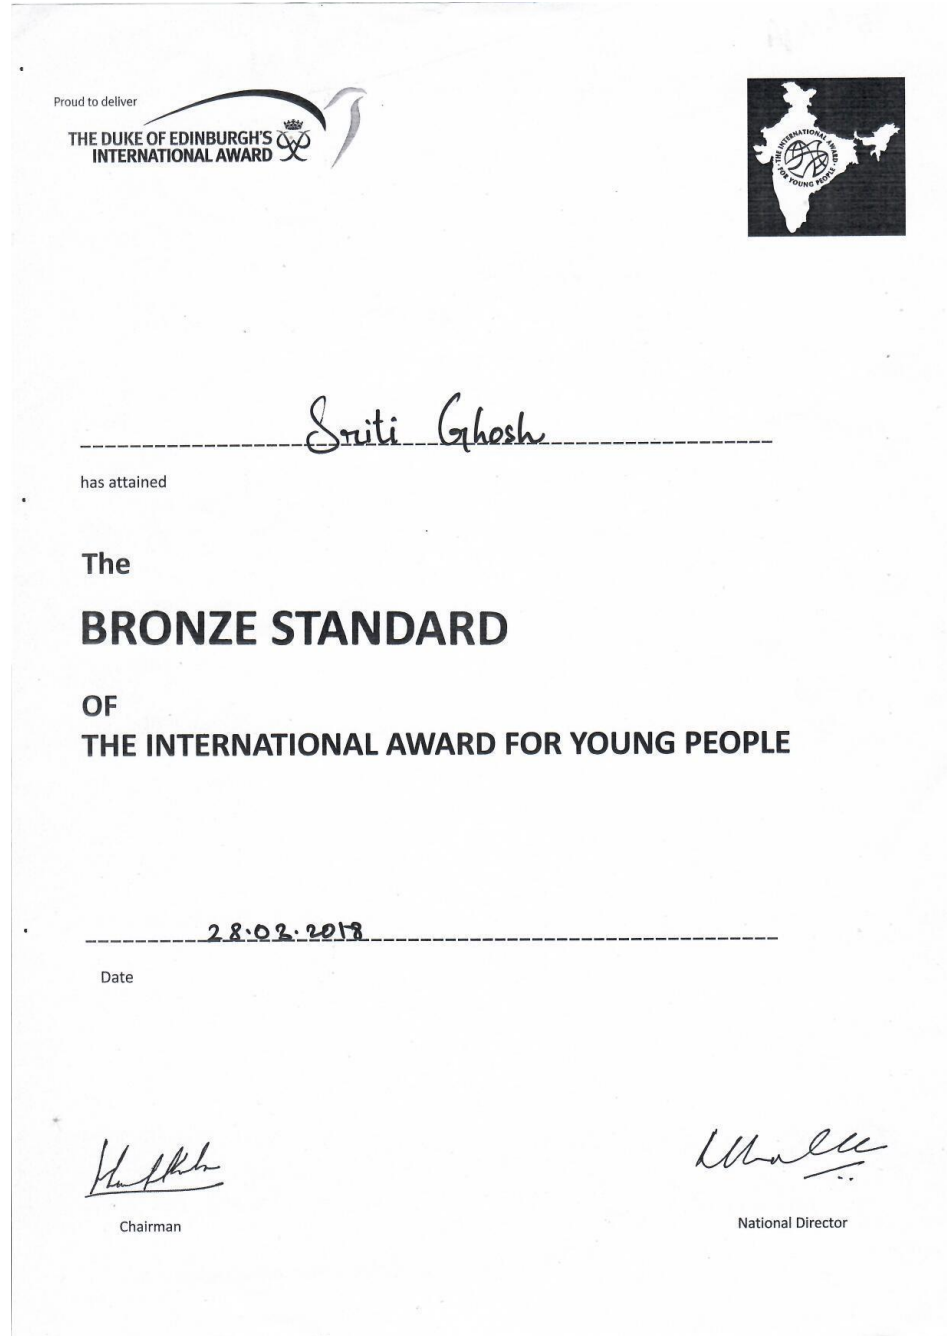 Proud to deliver
THE DUKE OF EDINBURGH'S
INTERNATIONAL AWARD
THE INTERNATIONAL AWARD
FOR YOUNG PEOPLE
Sriti Ghosh
has attained
The
BRONZE STANDARD
OF
THE INTERNATIONAL AWARD FOR YOUNG PEOPLE
28.02.2018
Date
Chairman
National Director